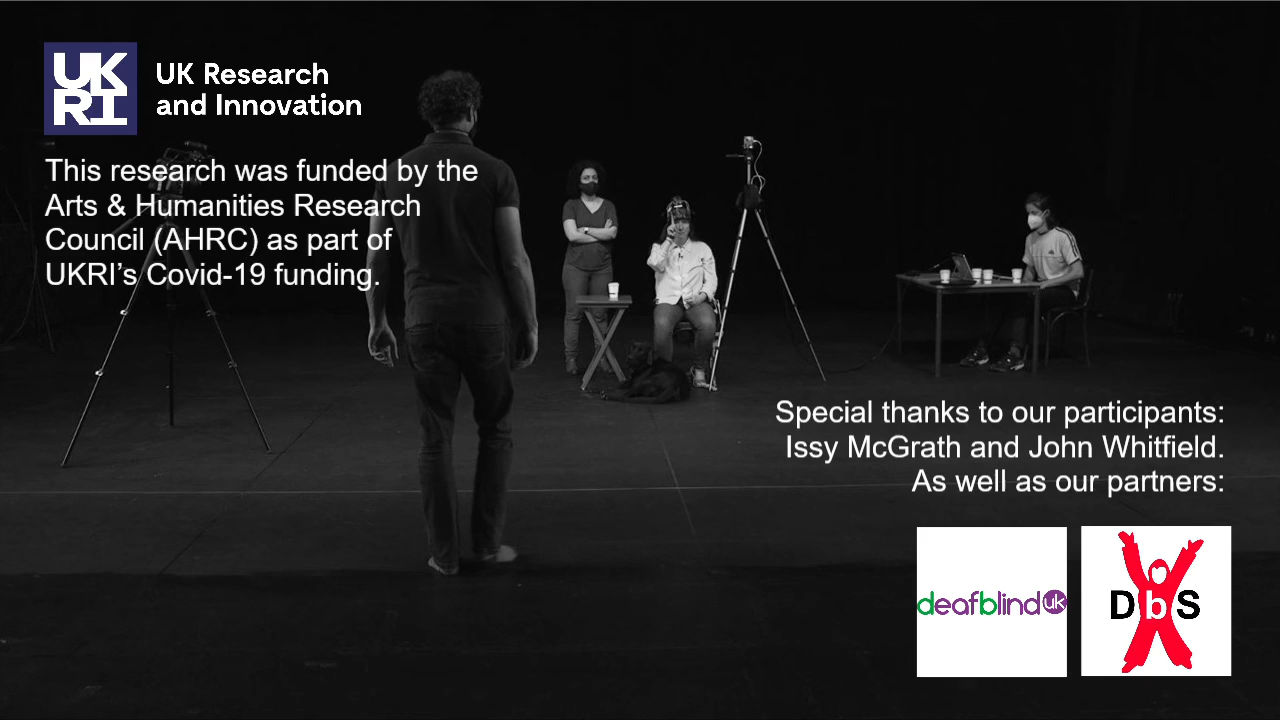 UK
RI
UK Research
and Innovation
This research was funded by the
Arts & Humanities Research
Council (AHRC) as part of
UKRI’s Covid-19 funding.
Special thanks to our participants:
Issy McGrath and John Whitfield.
As well as our partners:
deafblind uk
DbS